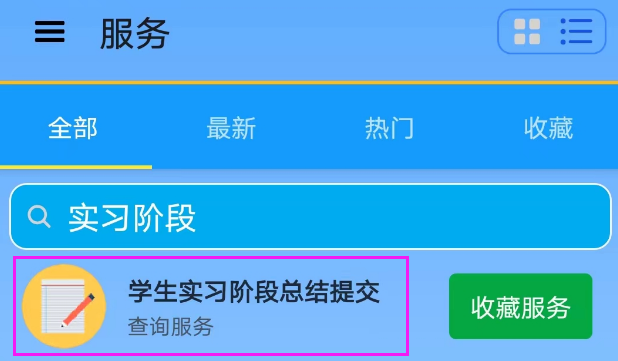 服务
全部 最新 热门 收藏
实习阶段
学生实习阶段总结提交
查询服务
收藏服务